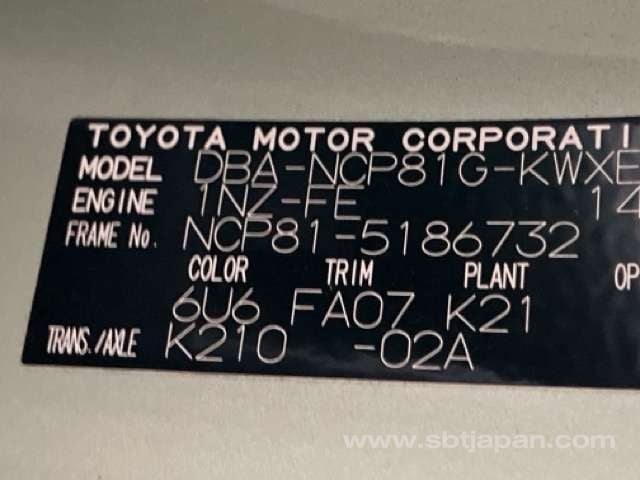 TOYOTA MOTOR CORPORATI
MODEL DBA-NCP81G-KWXE
ENGINE 1NZ-FE 14
FRAME No. NCP81-5186732
COLOR TRIM PLANT OP
6U6 FA07 K21
TRANS./AXLE K210 -02A
www.sbtjapan.com